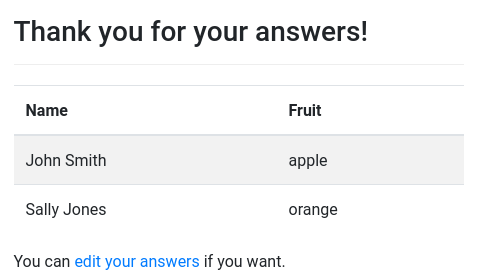 Thank you for your answers!
Name Fruit
John Smith apple
Sally Jones orange
You can edit your answers if you want.